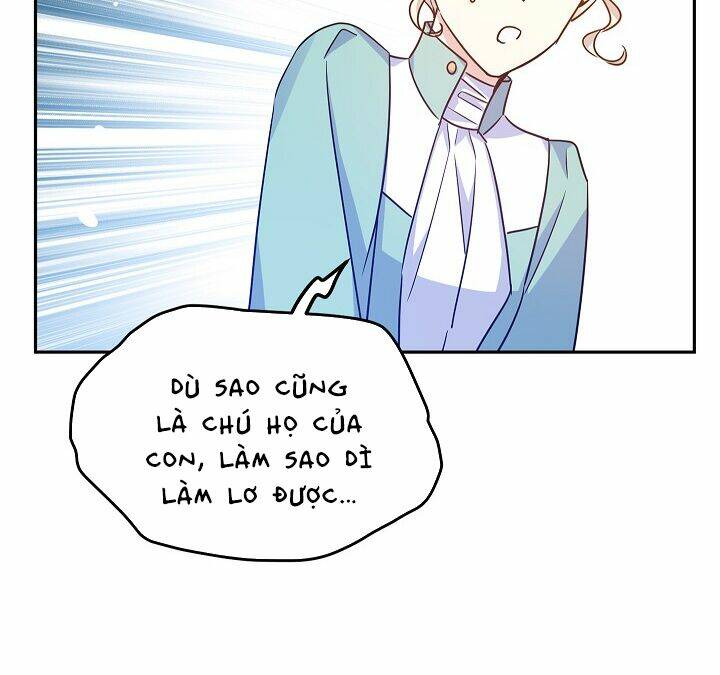 DÙ SAO CŨNG
LÀ CHÚ HỌ CỦA
CON, LÀM SAO DÌ
LÀM LƠ ĐƯỢC...